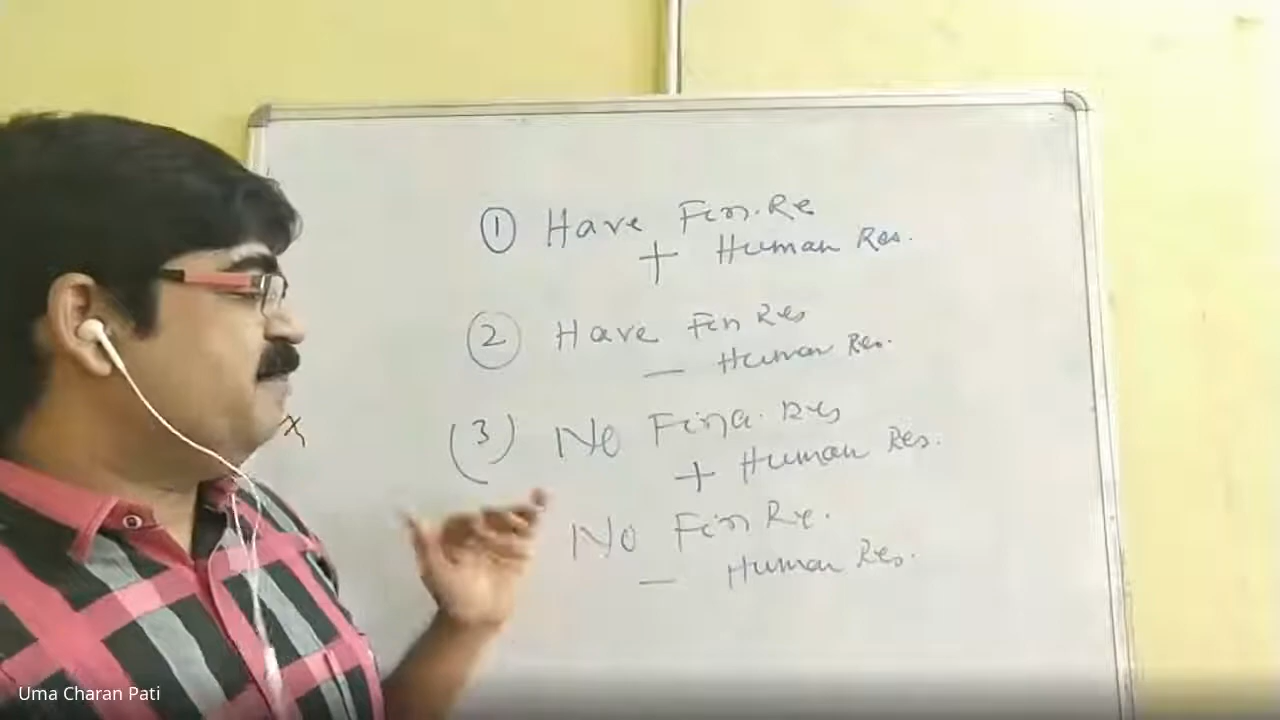 ① Have Fin. Re
+ Human Res.
② Have Fin Res
— Human Res.
(3) No Fina. Res
+ Human Res.
No Fin Re.
— Human Res.
Uma Charan Pati